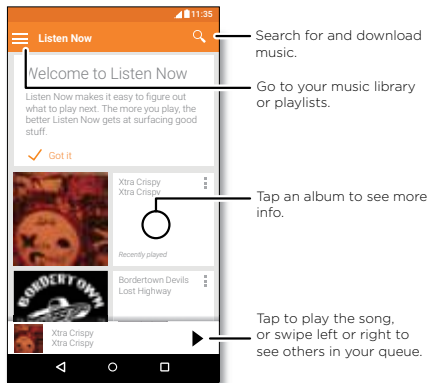 11:35
Listen Now
Welcome to Listen Now
Listen Now makes it easy to figure out
what to play next. The more you play, the
better Listen Now gets at surfacing good
stuff.
Got it
Xtra Crispy
Xtra Crispy
Recently played
BORDERTOWN
Bordertown Devils
Lost Highway
Xtra Crispy
Xtra Crispy
Search for and download
music.
Go to your music library
or playlists.
Tap an album to see more
info.
Tap to play the song,
or swipe left or right to
see others in your queue.